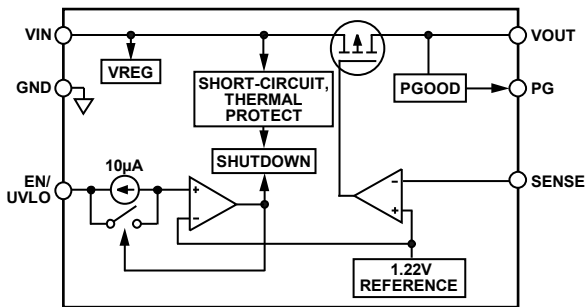 VIN
VOUT
VREG
GND
SHORT-CIRCUIT,
THERMAL
PROTECT
PGOOD
PG
10µA
SHUTDOWN
EN/
UVLO
+
–
–
+
SENSE
1.22V
REFERENCE